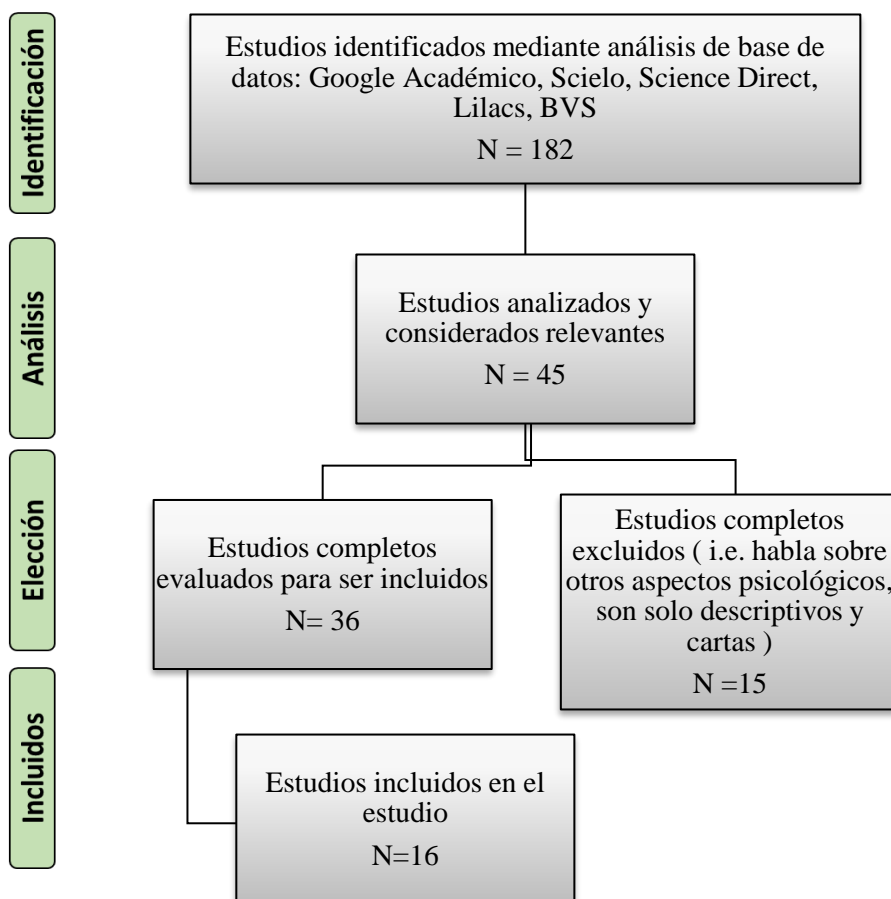 Identificación
Estudios identificados mediante análisis de base de
datos: Google Académico, Scielo, Science Direct,
Lilacs, BVS
N = 182
Análisis
Estudios analizados y
considerados relevantes
N = 45
Elección
Estudios completos
evaluados para ser incluidos
N= 36
Estudios completos
excluidos ( i.e. habla sobre
otros aspectos psicológicos,
son solo descriptivos y
cartas )
N =15
Incluidos
Estudios incluidos en el
estudio
N=16